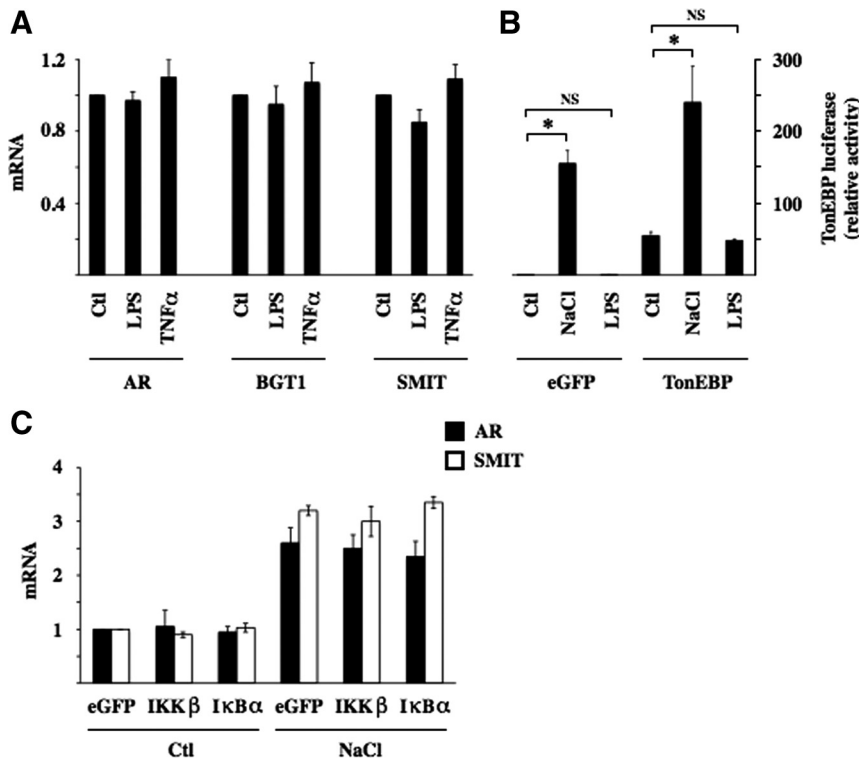 A
mRNA
1.2
0.8
0.4
Ctl
LPS
TNFα
Ctl
LPS
TNFα
Ctl
LPS
TNFα
AR
BGT1
SMIT
B
NS
*
NS
*
300
200
100
TonEBP luciferase
(relative activity)
Ctl
NaCl
LPS
Ctl
NaCl
LPS
eGFP
TonEBP
C
AR
SMIT
mRNA
4
3
2
1
eGFP IKKβ IκBα eGFP IKKβ IκBα
Ctl NaCl